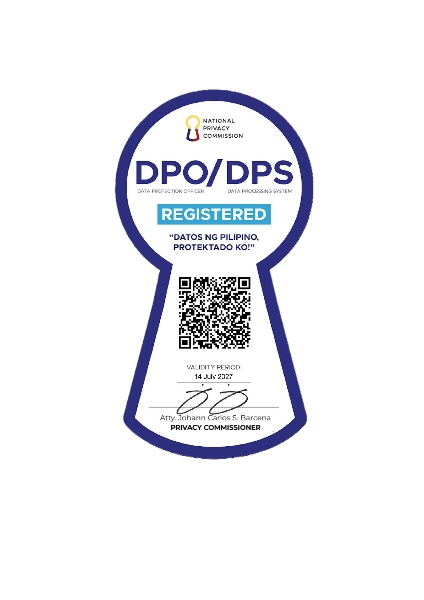 NATIONAL
PRIVACY
COMMISSION
DPO/DPS
DATA PROTECTION OFFICER DATA PROCESSING SYSTEM
REGISTERED
"DATOS NG PILIPINO,
PROTEKTADO KO!"
VALIDITY PERIOD:
14 July 2027
Atty. Johann Carlos S. Barcena
PRIVACY COMMISSIONER